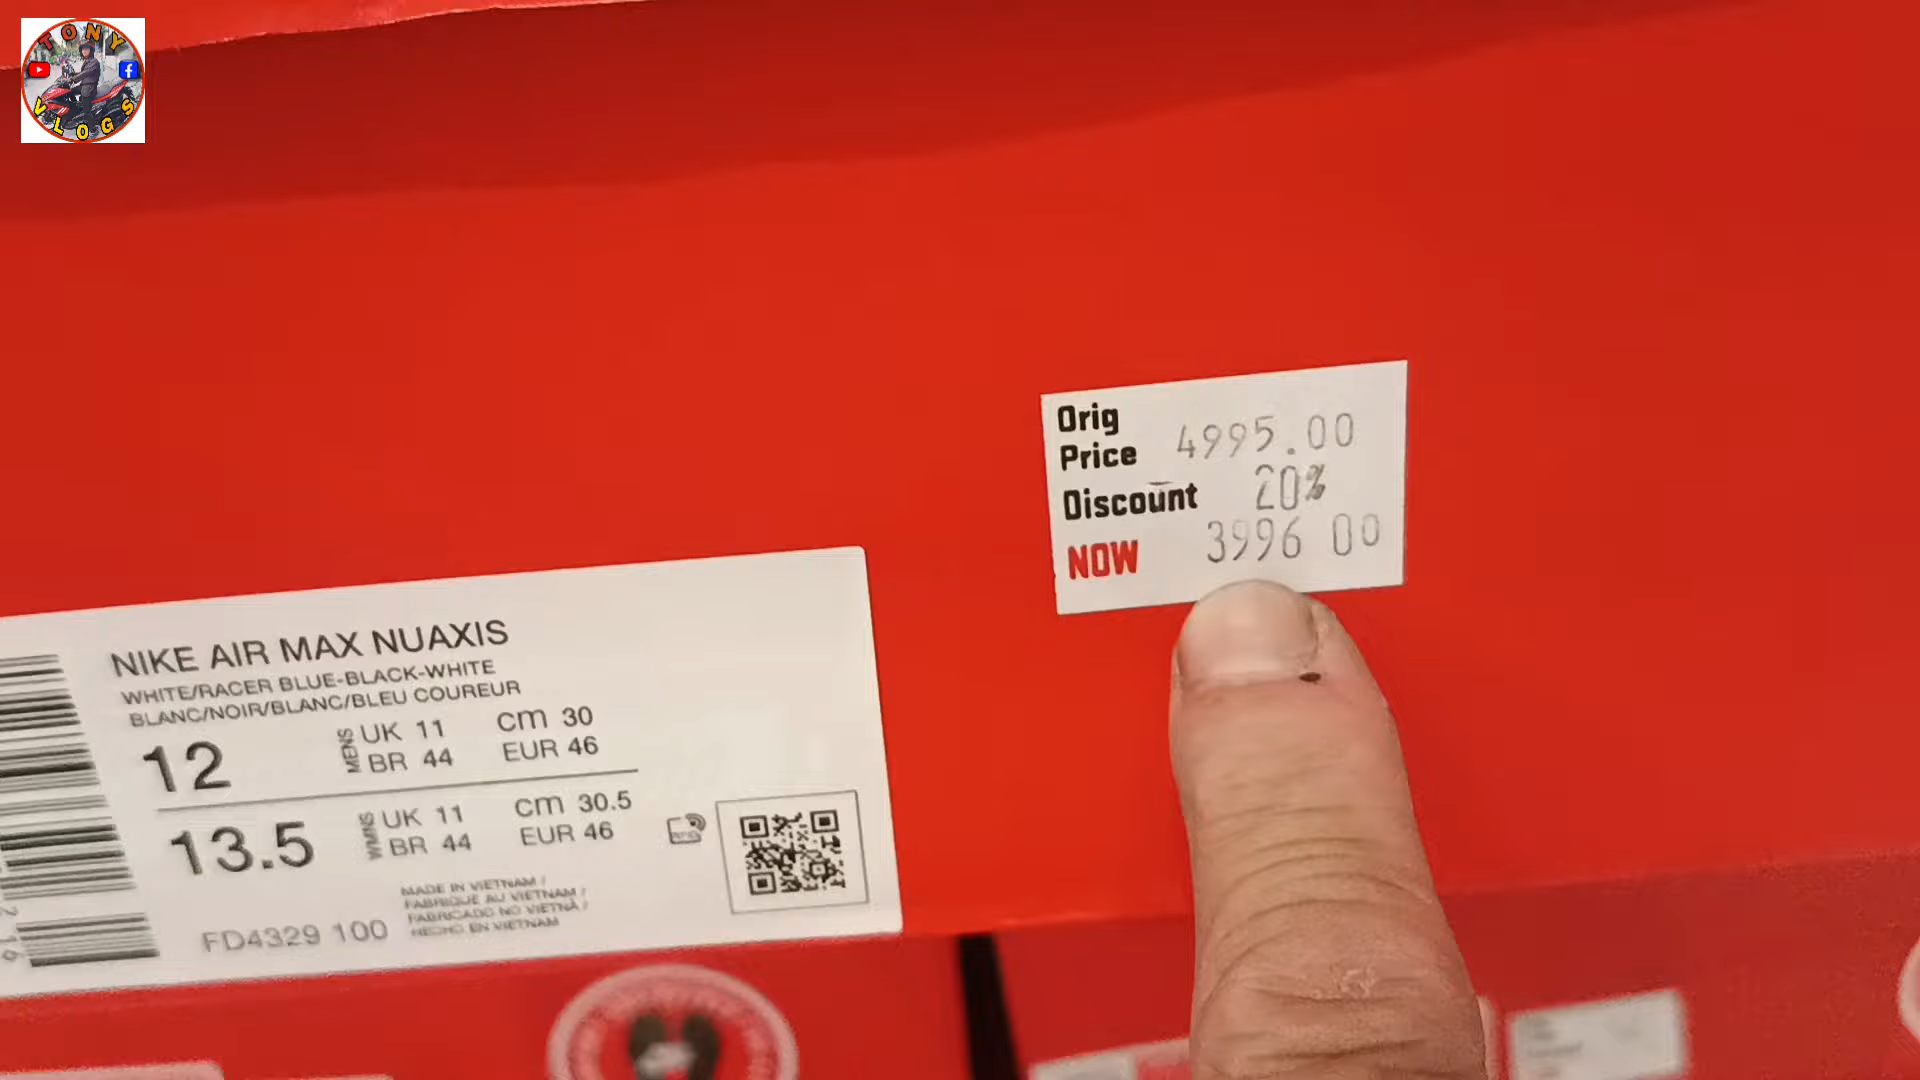 TONY
VLOGS
Orig
Price 4995.00
Discount 20%
NOW 3996 00
NIKE AIR MAX NUAXIS
WHITE/RACER BLUE-BLACK-WHITE
BLANC/NOIR/BLANC/BLEU COUREUR
12 MENS UK 11 cm 30
BR 44 EUR 46
13.5 WMNS UK 11 cm 30.5
BR 44 EUR 46
MADE IN VIETNAM /
FABRIQUÉ AU VIETNAM /
FABRICADO NO VIETNÃ /
HECHO EN VIETNAM
FD4329 100